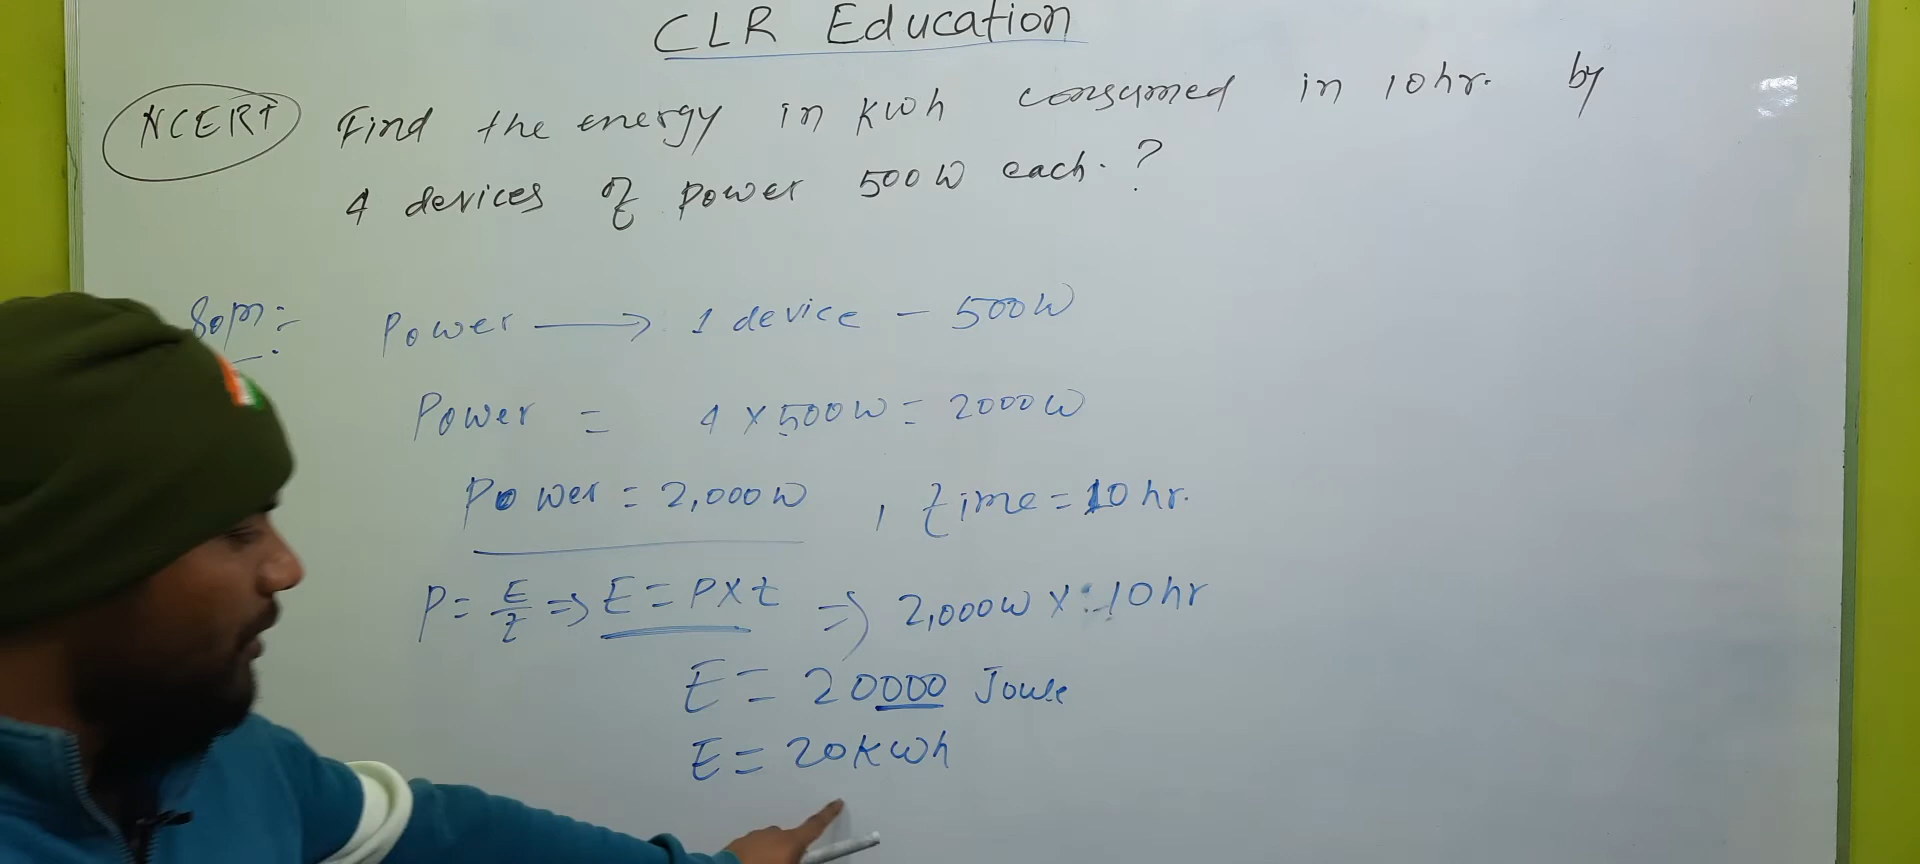 CLR Education
NCERT Find the energy in kwh consumed in 10hr. by
4 devices of power 500W each.?
Soln:-
Power → 1 device - 500W
Power = 4 x 500W = 2000W
Power = 2,000W , time = 10 hr.
P = E/t ⇒ E = P x t ⇒ 2,000W x 10hr
E = 20000 Joule
E = 20kwh